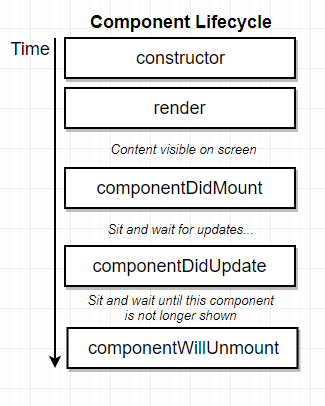 Component Lifecycle
Time
constructor
render
Content visible on screen
componentDidMount
Sit and wait for updates...
componentDidUpdate
Sit and wait until this component
is not longer shown
componentWillUnmount